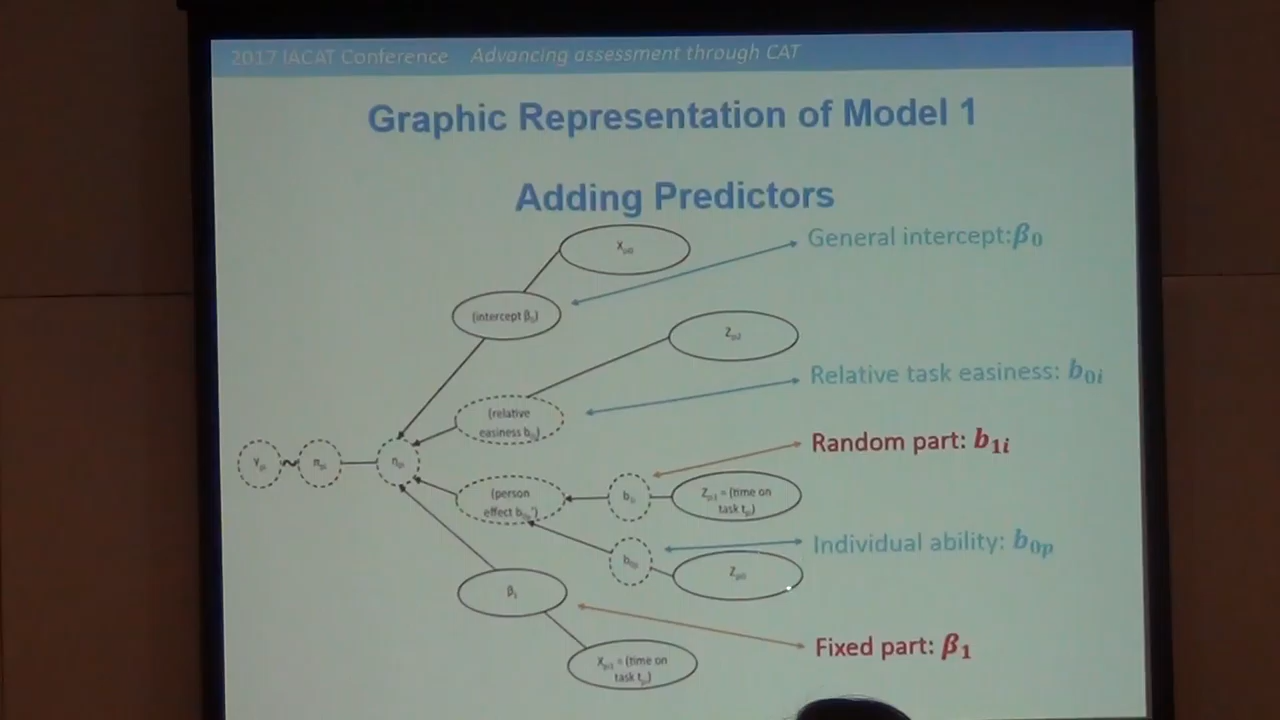 2017 IACAT Conference Advancing assessment through CAT
Graphic Representation of Model 1
Adding Predictors
General intercept: β0
(intercept β0)
Relative task easiness: b0i
(relative
easiness
Random part: b1i
(person
effect
= (time on
task
Individual ability: b0p
β1
Fixed part: β1
= (time on
task